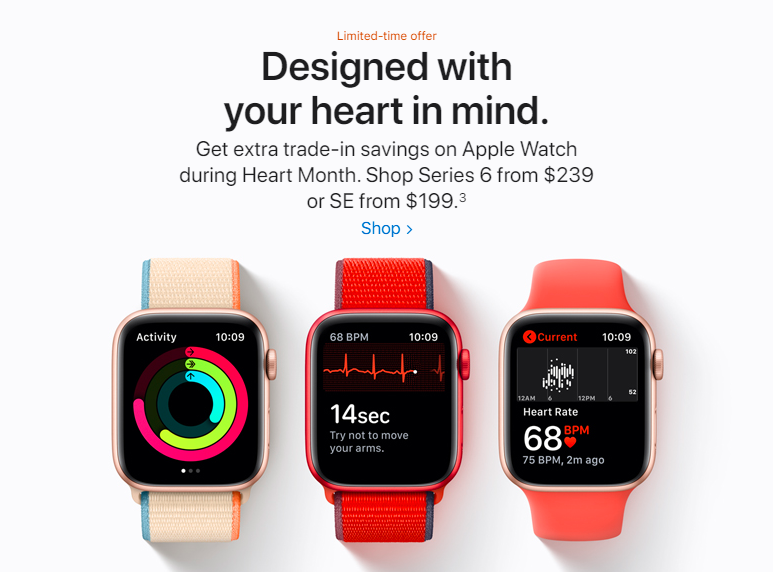 Limited-time offer
Designed with
your heart in mind.
Get extra trade-in savings on Apple Watch
during Heart Month. Shop Series 6 from $239
or SE from $199.³
Shop >
Activity 10:09
68 BPM 10:09
14sec
Try not to move
your arms.
Current 10:09
102
52
12AM 6 12PM 6
Heart Rate
68 BPM
75 BPM, 2m ago